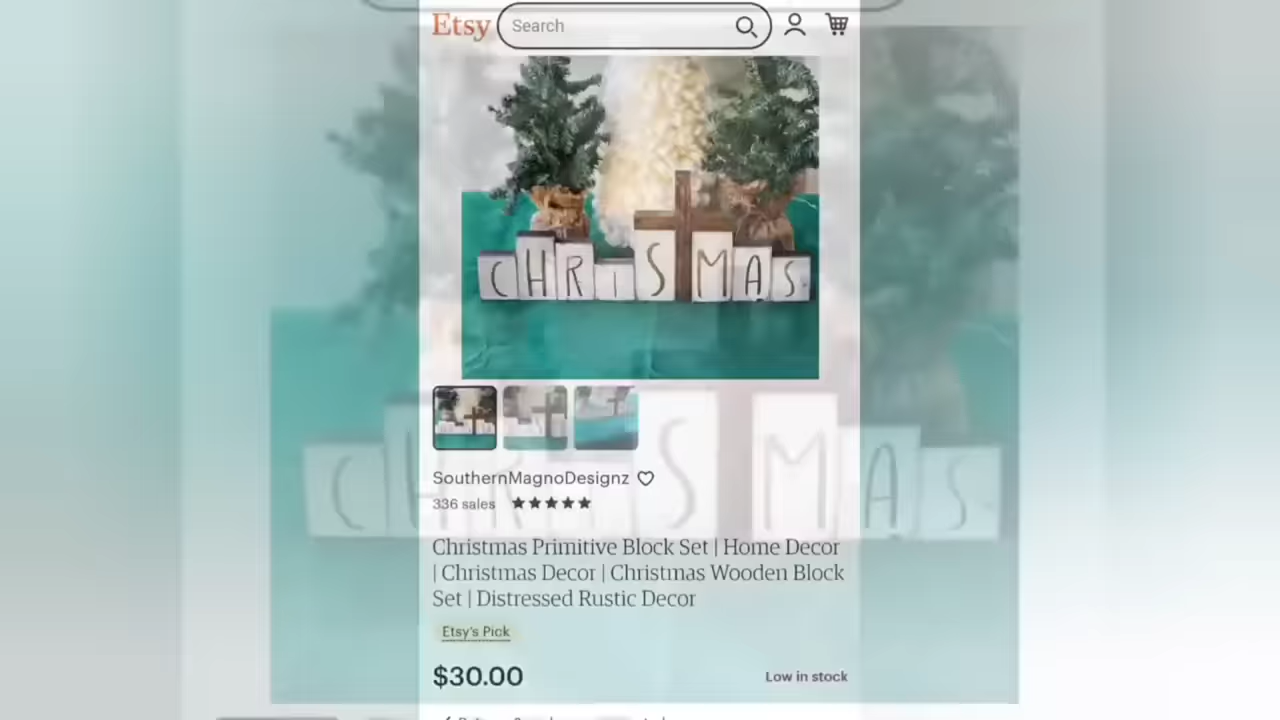 Etsy
Search
CHRiSMAS
SouthernMagnoDesignz
336 sales
Christmas Primitive Block Set | Home Decor
| Christmas Decor | Christmas Wooden Block
Set | Distressed Rustic Decor
Etsy's Pick
$30.00
Low in stock